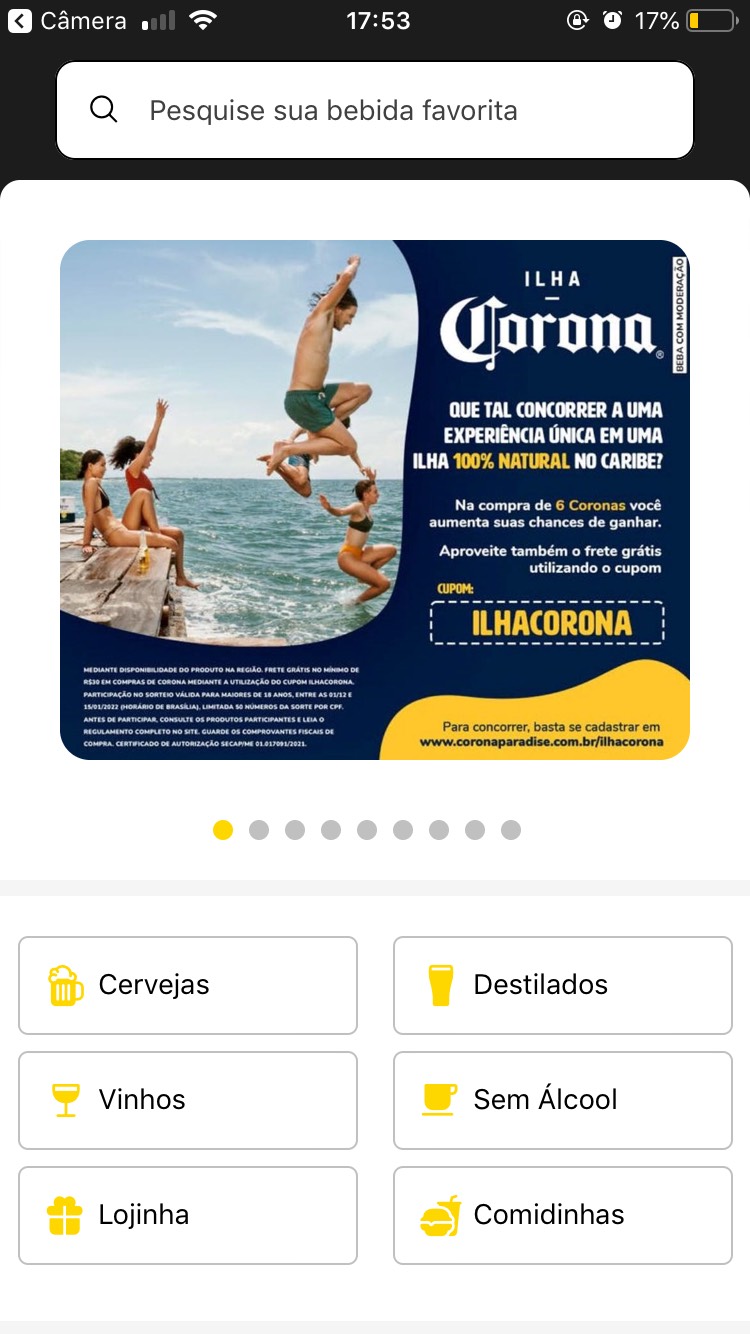 Câmera
17:53
17%
Pesquise sua bebida favorita
ILHA
Corona
BEBA COM MODERAÇÃO
QUE TAL CONCORRER A UMA
EXPERIÊNCIA ÚNICA EM UMA
ILHA 100% NATURAL NO CARIBE?
Na compra de 6 Coronas você
aumenta suas chances de ganhar.
Aproveite também o frete grátis
utilizando o cupom
CUPOM:
ILHACORONA
MEDIANTE DISPONIBILIDADE DO PRODUTO NA REGIÃO. FRETE GRÁTIS NO MÍNIMO DE
R$30 EM COMPRAS DE CORONA MEDIANTE A UTILIZAÇÃO DO CUPOM ILHACORONA.
PARTICIPAÇÃO NO SORTEIO VÁLIDA PARA MAIORES DE 18 ANOS, ENTRE AS 01/12 E
15/01/2022 (HORÁRIO DE BRASÍLIA), LIMITADA 50 NÚMEROS DA SORTE POR CPF.
ANTES DE PARTICIPAR, CONSULTE OS PRODUTOS PARTICIPANTES E LEIA O
REGULAMENTO COMPLETO NO SITE. GUARDE OS COMPROVANTES FISCAIS DE
COMPRA. CERTIFICADO DE AUTORIZAÇÃO SECAP/ME 01.017091/2021.
Para concorrer, basta se cadastrar em
www.coronaparadise.com.br/ilhacorona
Cervejas
Destilados
Vinhos
Sem Álcool
Lojinha
Comidinhas